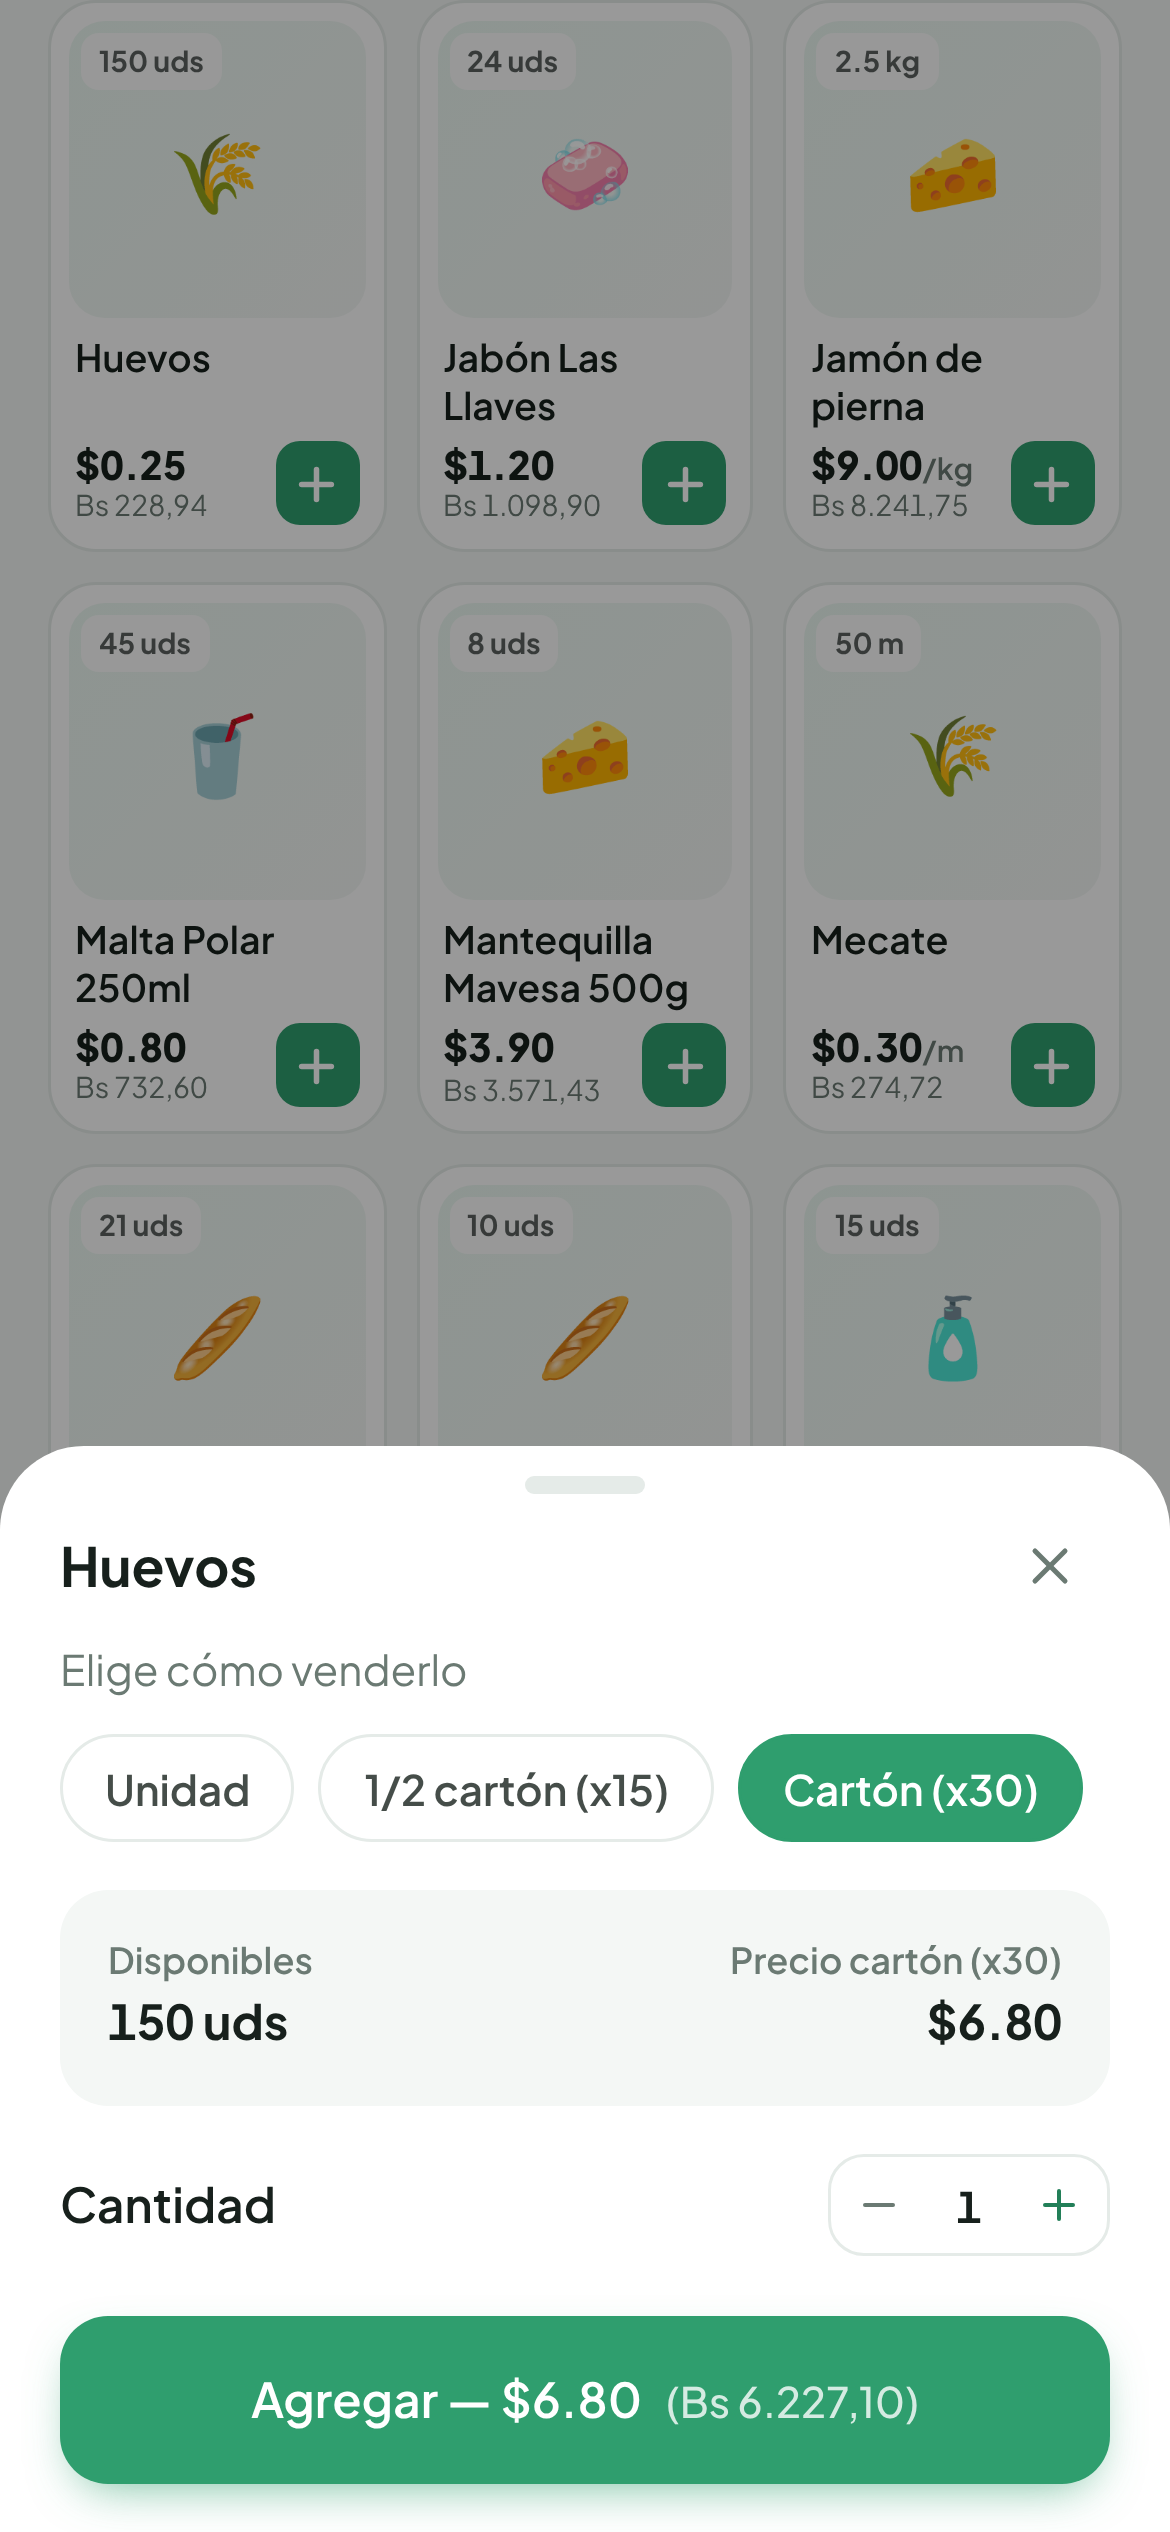 150 uds
24 uds
2.5 kg
Huevos
Jabón Las
Llaves
Jamón de
pierna
$0.25
Bs 228,94
$1.20
Bs 1.098,90
$9.00/kg
Bs 8.241,75
45 uds
8 uds
50 m
Malta Polar
250ml
Mantequilla
Mavesa 500g
Mecate
$0.80
Bs 732,60
$3.90
Bs 3.571,43
$0.30/m
Bs 274,72
21 uds
10 uds
15 uds
Huevos
Elige cómo venderlo
Unidad
1/2 cartón (x15)
Cartón (x30)
Disponibles
150 uds
Precio cartón (x30)
$6.80
Cantidad
1
Agregar — $6.80 (Bs 6.227,10)